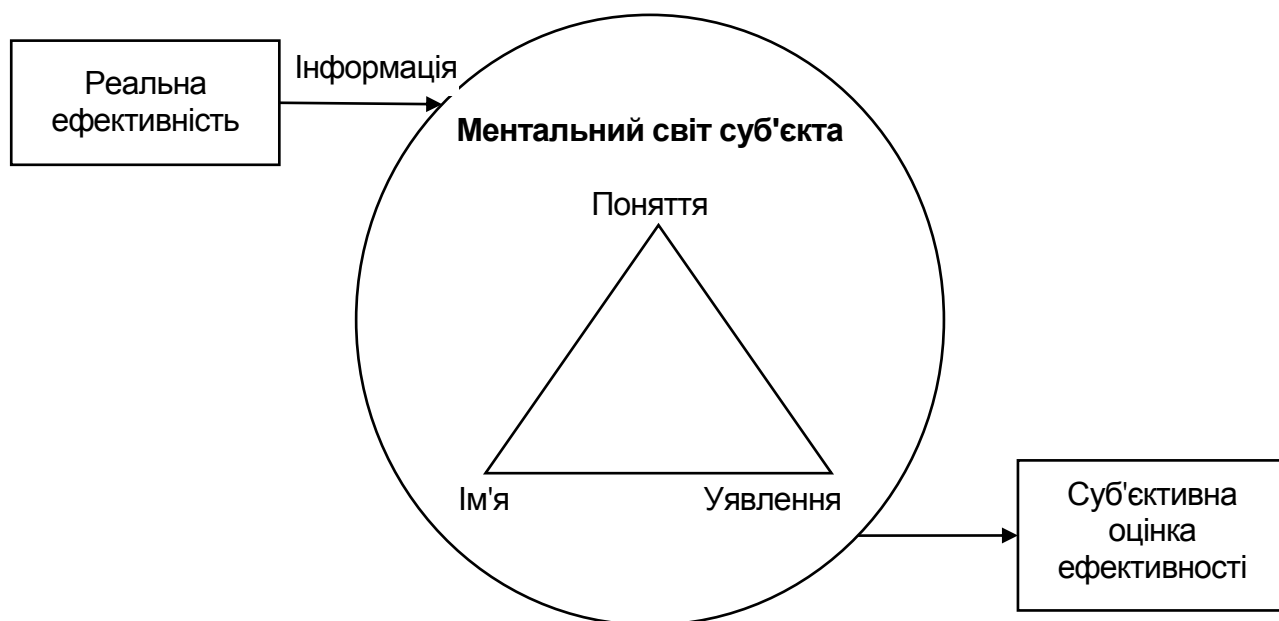 Реальна
ефективність
Інформація
Ментальний світ суб'єкта
Поняття
Ім'я
Уявлення
Суб'єктивна
оцінка
ефективності